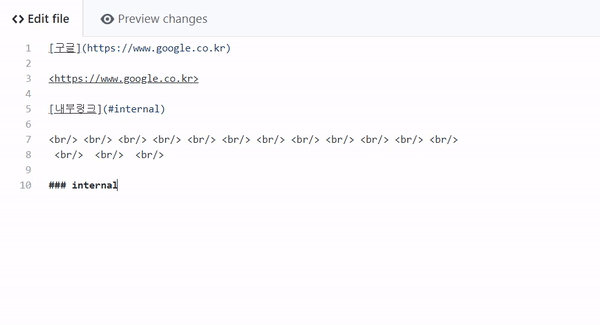 <> Edit file Preview changes
1 [구글](https://www.google.co.kr)
2
3 <https://www.google.co.kr>
4
5 [내부링크](#internal)
6
7 <br/> <br/> <br/> <br/> <br/> <br/> <br/> <br/> <br/> <br/> <br/> <br/>
8 <br/> <br/> <br/>
9
10 ### internal